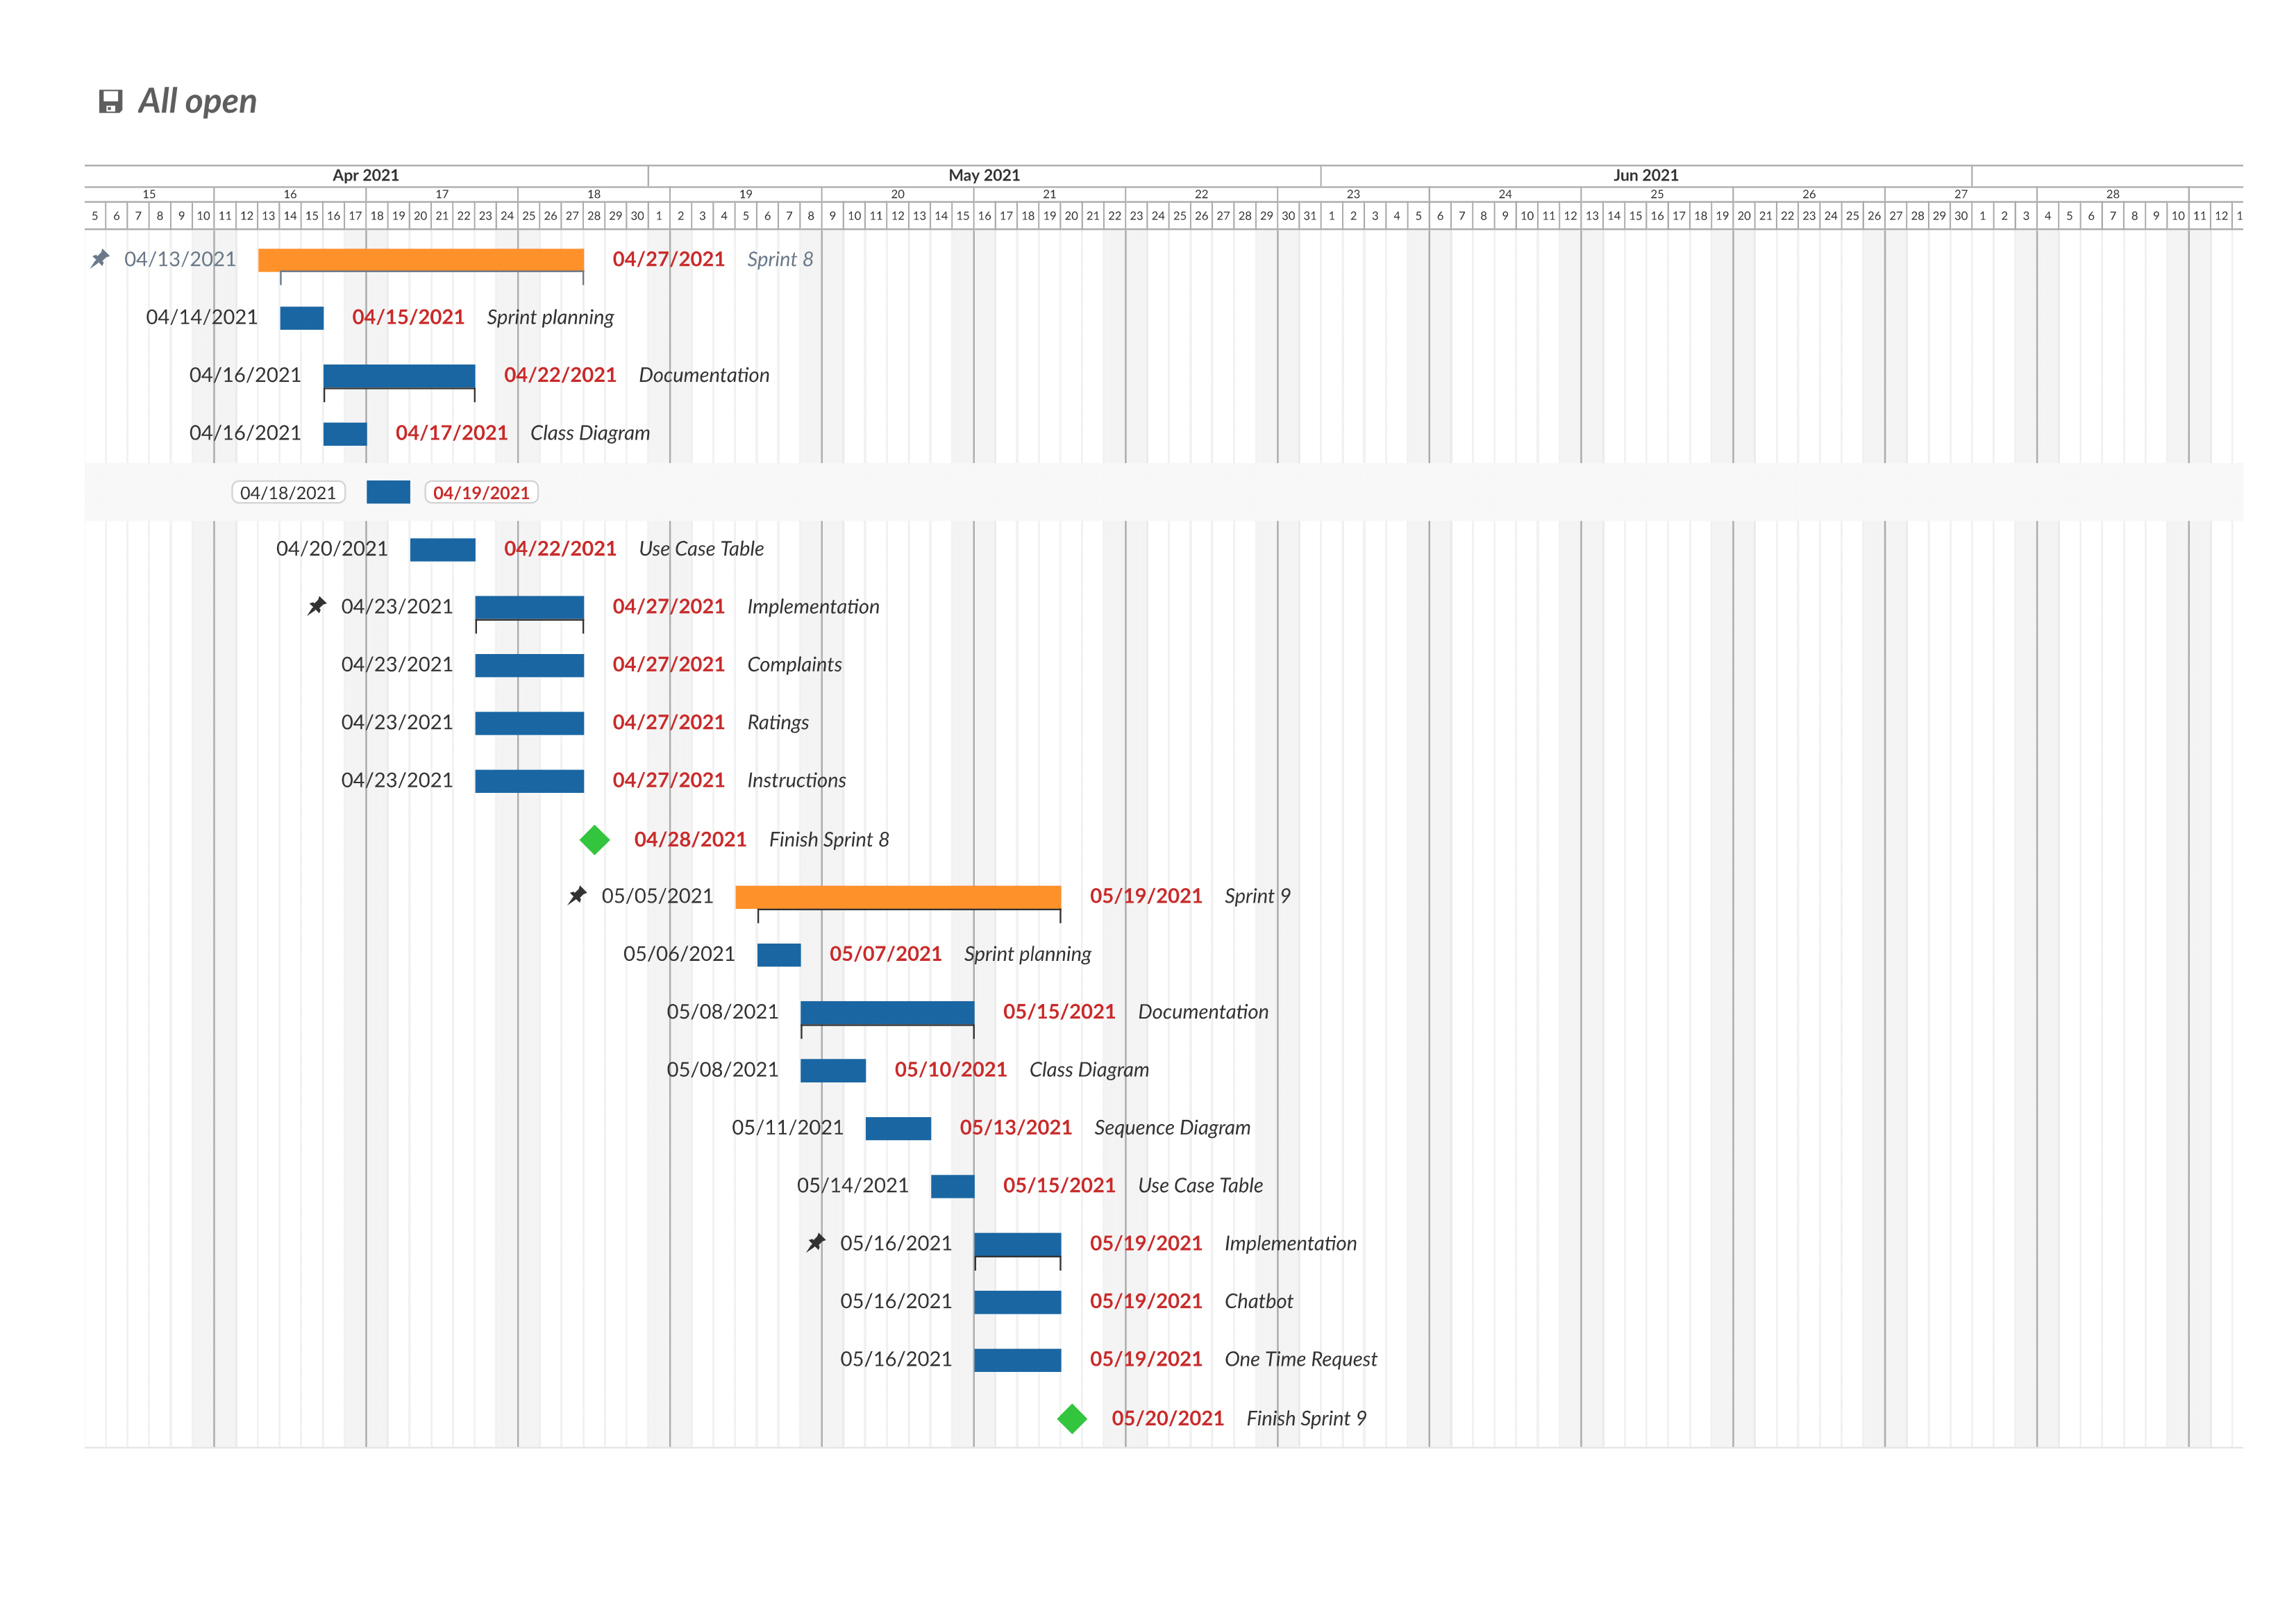 All open
Apr 2021 May 2021 Jun 2021
15 16 17 18 19 20 21 22 23 24 25 26 27 28
5 6 7 8 9 10 11 12 13 14 15 16 17 18 19 20 21 22 23 24 25 26 27 28 29 30 1 2 3 4 5 6 7 8 9 10 11 12 13 14 15 16 17 18 19 20 21 22 23 24 25 26 27 28 29 30 31 1 2 3 4 5 6 7 8 9 10 11 12 13 14 15 16 17 18 19 20 21 22 23 24 25 26 27 28 29 30 1 2 3 4 5 6 7 8 9 10 11 12 1
04/13/2021 04/27/2021 Sprint 8
04/14/2021 04/15/2021 Sprint planning
04/16/2021 04/22/2021 Documentation
04/16/2021 04/17/2021 Class Diagram
04/18/2021 04/19/2021
04/20/2021 04/22/2021 Use Case Table
04/23/2021 04/27/2021 Implementation
04/23/2021 04/27/2021 Complaints
04/23/2021 04/27/2021 Ratings
04/23/2021 04/27/2021 Instructions
04/28/2021 Finish Sprint 8
05/05/2021 05/19/2021 Sprint 9
05/06/2021 05/07/2021 Sprint planning
05/08/2021 05/15/2021 Documentation
05/08/2021 05/10/2021 Class Diagram
05/11/2021 05/13/2021 Sequence Diagram
05/14/2021 05/15/2021 Use Case Table
05/16/2021 05/19/2021 Implementation
05/16/2021 05/19/2021 Chatbot
05/16/2021 05/19/2021 One Time Request
05/20/2021 Finish Sprint 9